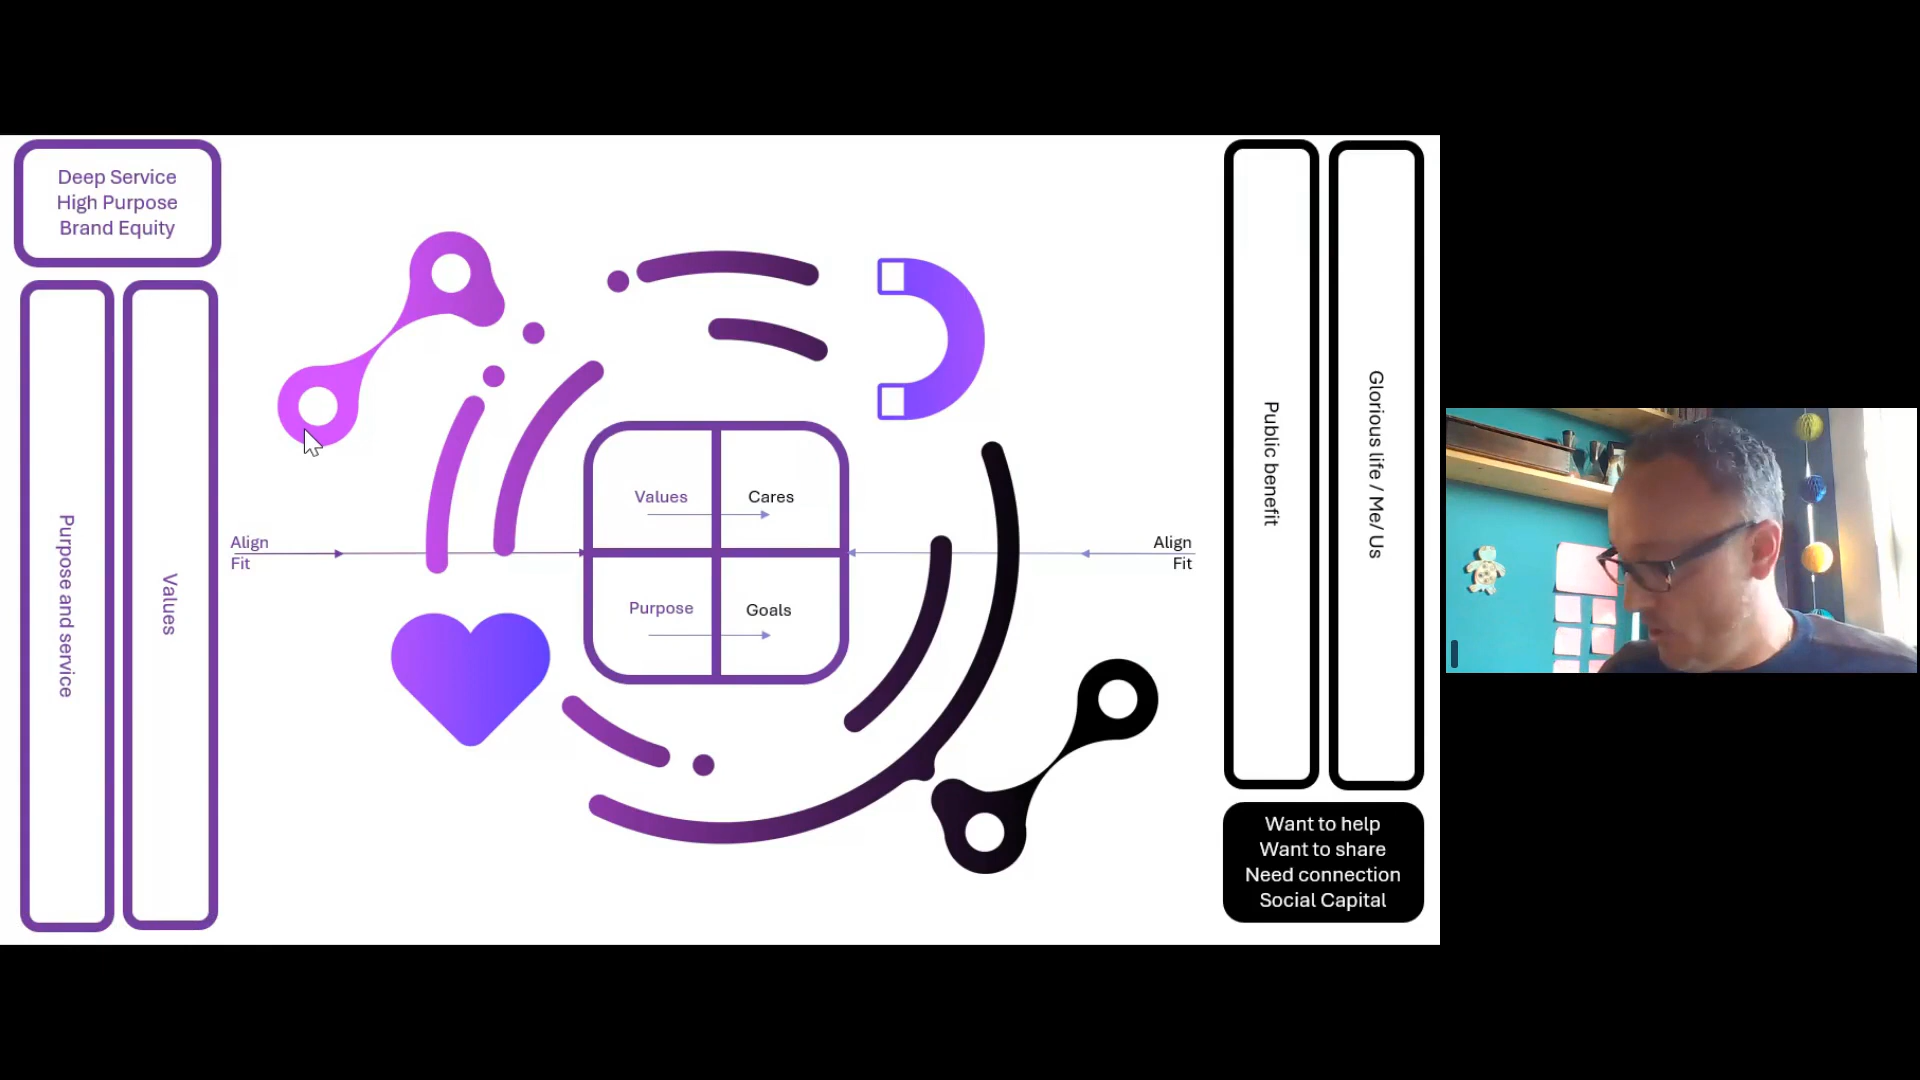 Deep Service
High Purpose
Brand Equity
Purpose and service
Values
Align
Fit
Values
Cares
Purpose
Goals
Align
Fit
Public benefit
Glorious life / Me/ Us
Want to help
Want to share
Need connection
Social Capital